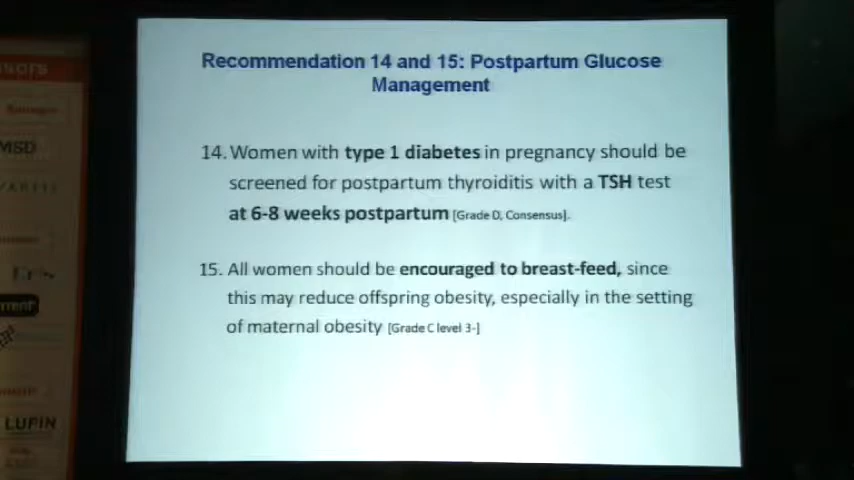 Recommendation 14 and 15: Postpartum Glucose
Management
14. Women with type 1 diabetes in pregnancy should be
screened for postpartum thyroiditis with a TSH test
at 6-8 weeks postpartum [Grade D, Consensus].
15. All women should be encouraged to breast-feed, since
this may reduce offspring obesity, especially in the setting
of maternal obesity [Grade C level 3-]
MSD
LUPIN